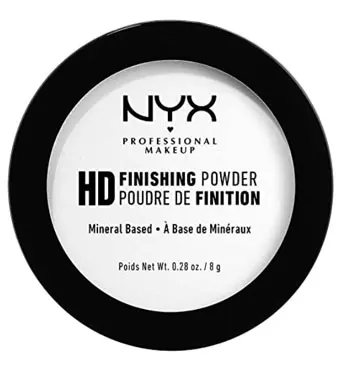 NYX
PROFESSIONAL
MAKEUP
HD FINISHING POWDER
POUDRE DE FINITION
Mineral Based • À Base de Minéraux
Poids Net Wt. 0.28 oz. / 8 g